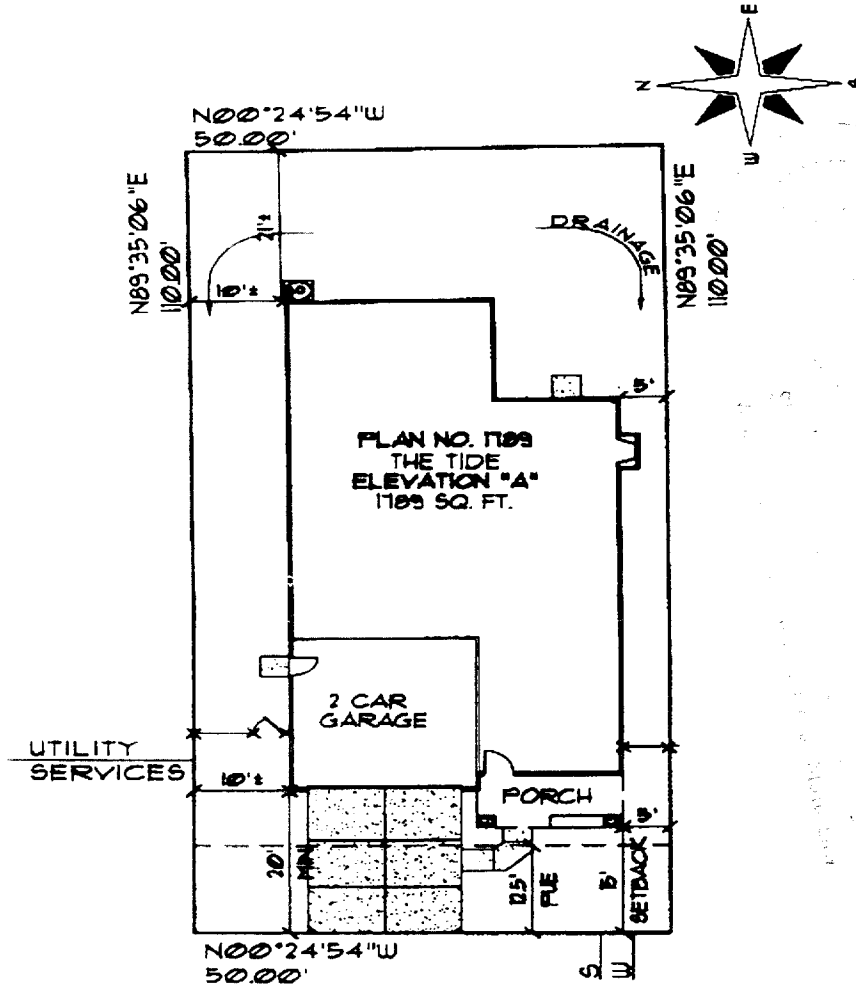 E
N
W
N00°24'54"W
50.00'
N89°35'06"E
110.00'
DRAINAGE
N89°35'06"E
110.00'
21'±
10'±
5'
PLAN NO. 1789
THE TIDE
ELEVATION "A"
1789 SQ. FT.
2 CAR
GARAGE
UTILITY
SERVICES
10'±
PORCH
20'
MIN
12.5'
PUE
15'
SETBACK
N00°24'54"W
50.00'
S
W